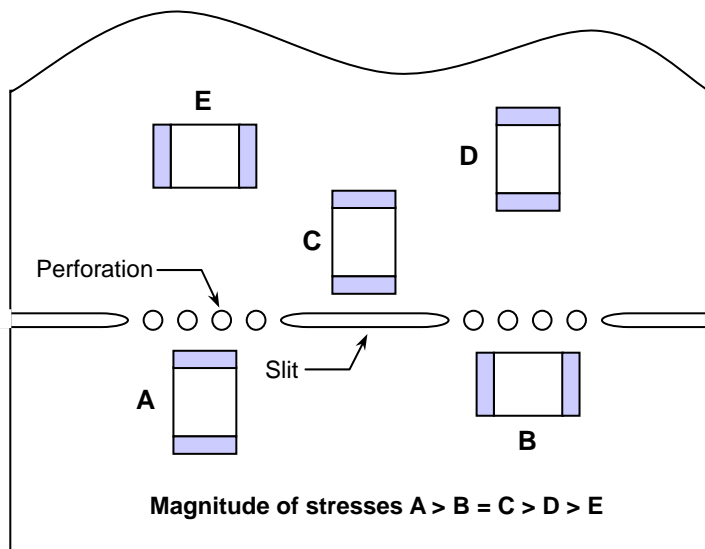 E
D
C
Perforation
Slit
A
B
Magnitude of stresses A > B = C > D > E